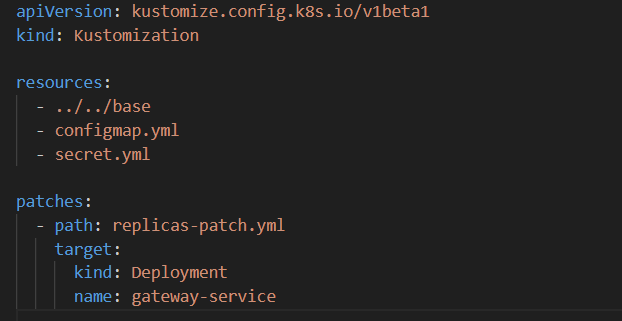 apiVersion: kustomize.config.k8s.io/v1beta1
kind: Kustomization

resources:
  - ../../base
  - configmap.yml
  - secret.yml

patches:
  - path: replicas-patch.yml
    target:
      kind: Deployment
      name: gateway-service